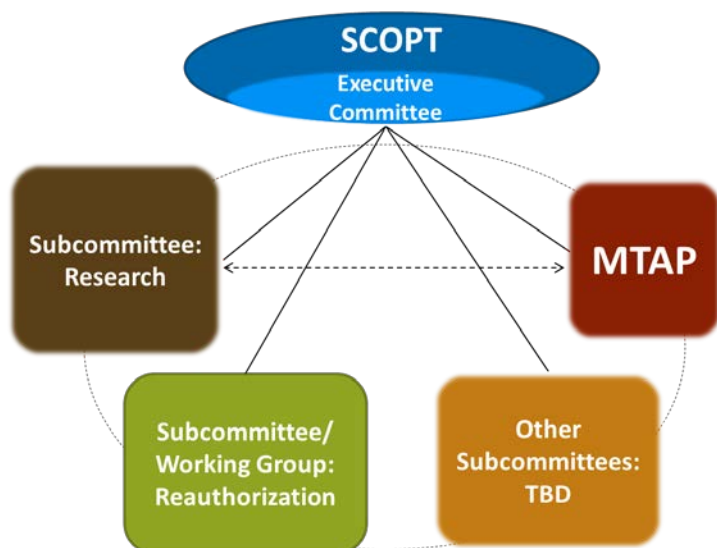 SCOPT
Executive
Committee
Subcommittee:
Research
MTAP
Subcommittee/
Working Group:
Reauthorization
Other
Subcommittees:
TBD